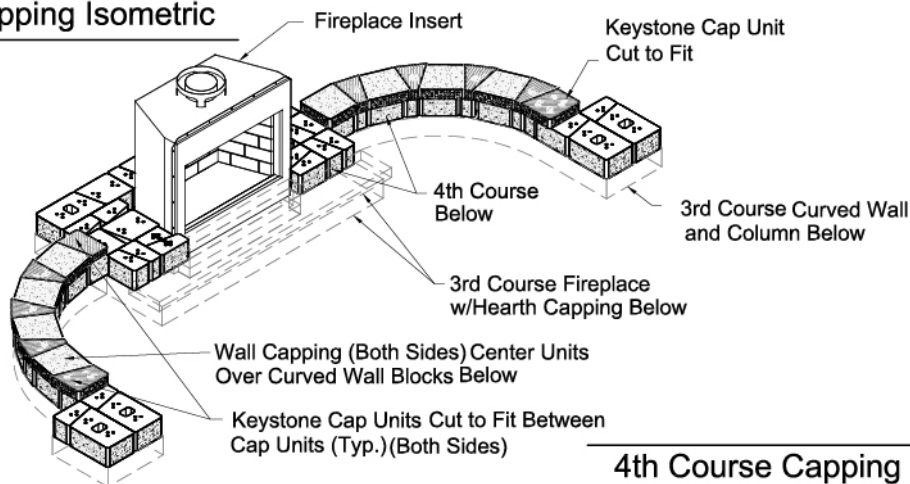 pping Isometric
Fireplace Insert
Keystone Cap Unit
Cut to Fit
4th Course
Below
3rd Course Curved Wall
and Column Below
3rd Course Fireplace
w/Hearth Capping Below
Wall Capping (Both Sides) Center Units
Over Curved Wall Blocks Below
Keystone Cap Units Cut to Fit Between
Cap Units (Typ.)(Both Sides)
4th Course Capping